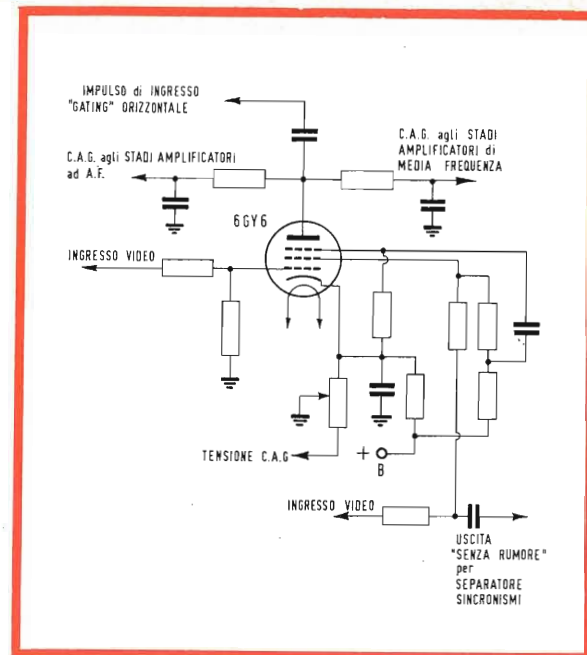 IMPULSO di INGRESSO
"GATING" ORIZZONTALE
C.A.G. agli STADI
AMPLIFICATORI di
MEDIA FREQUENZA
C.A.G. agli STADI AMPLIFICATORI
ad A.F.
6GY6
INGRESSO VIDEO
TENSIONE C.A.G
+
B
INGRESSO VIDEO
USCITA
"SENZA RUMORE"
per
SEPARATORE
SINCRONISMI